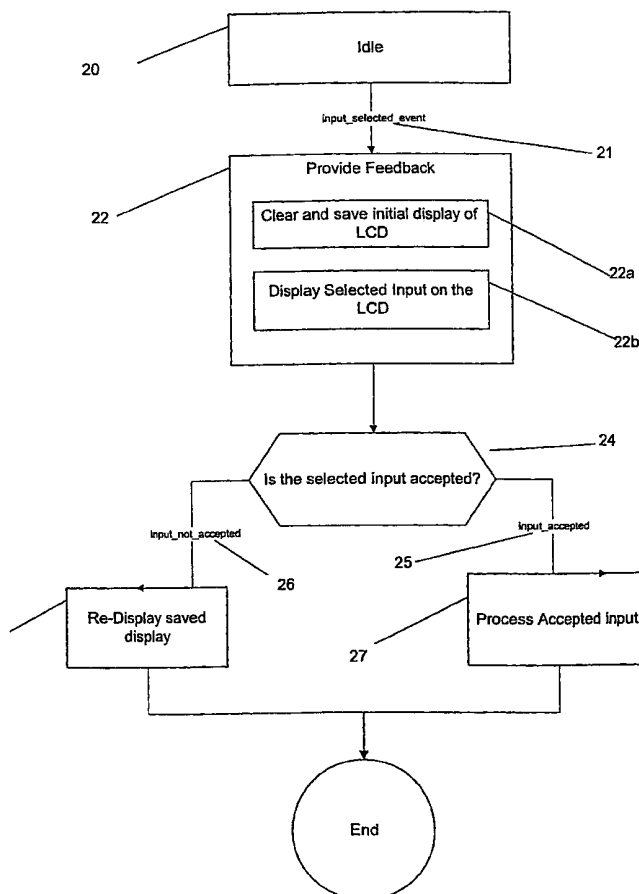 Idle
20
input_selected_event
21
Provide Feedback
22
Clear and save initial display of
LCD
22a
Display Selected Input on the
LCD
22b
24
Is the selected input accepted?
input_not_accepted
input_accepted
25
26
Re-Display saved
display
Process Accepted input
27
End